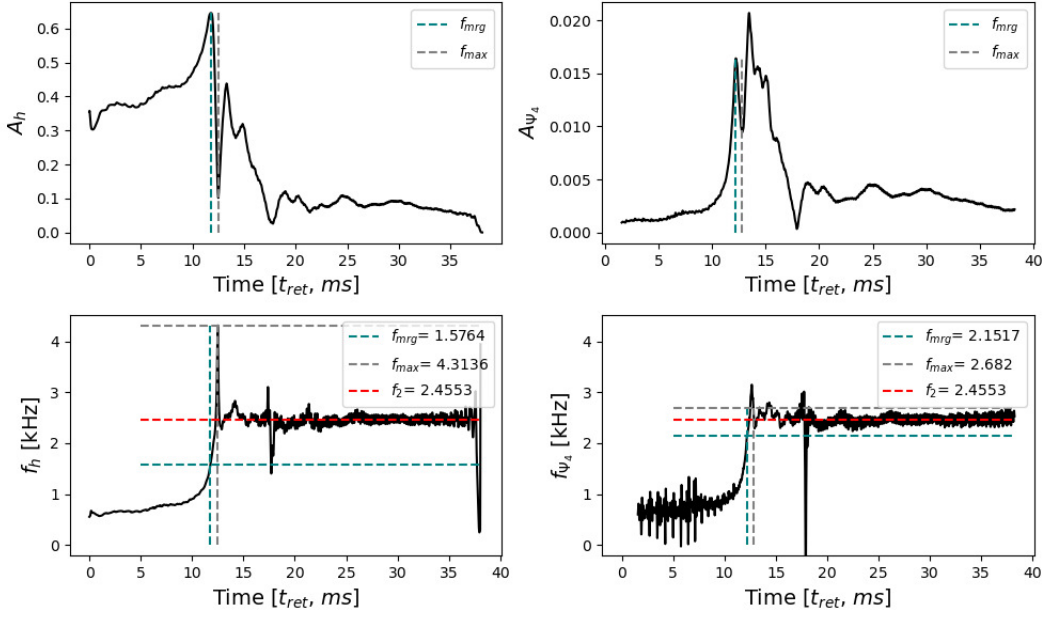 A_h
0.6
0.5
0.4
0.3
0.2
0.1
0.0
f_mrg
f_max
0 5 10 15 20 25 30 35
Time [t_ret, ms]
A_Ψ4
0.020
0.015
0.010
0.005
0.000
f_mrg
f_max
0 5 10 15 20 25 30 35 40
Time [t_ret, ms]
f_h [kHz]
4
3
2
1
0
f_mrg= 1.5764
f_max= 4.3136
f_2= 2.4553
0 5 10 15 20 25 30 35 40
Time [t_ret, ms]
f_Ψ4 [kHz]
4
3
2
1
0
f_mrg= 2.1517
f_max= 2.682
f_2= 2.4553
0 5 10 15 20 25 30 35 40
Time [t_ret, ms]